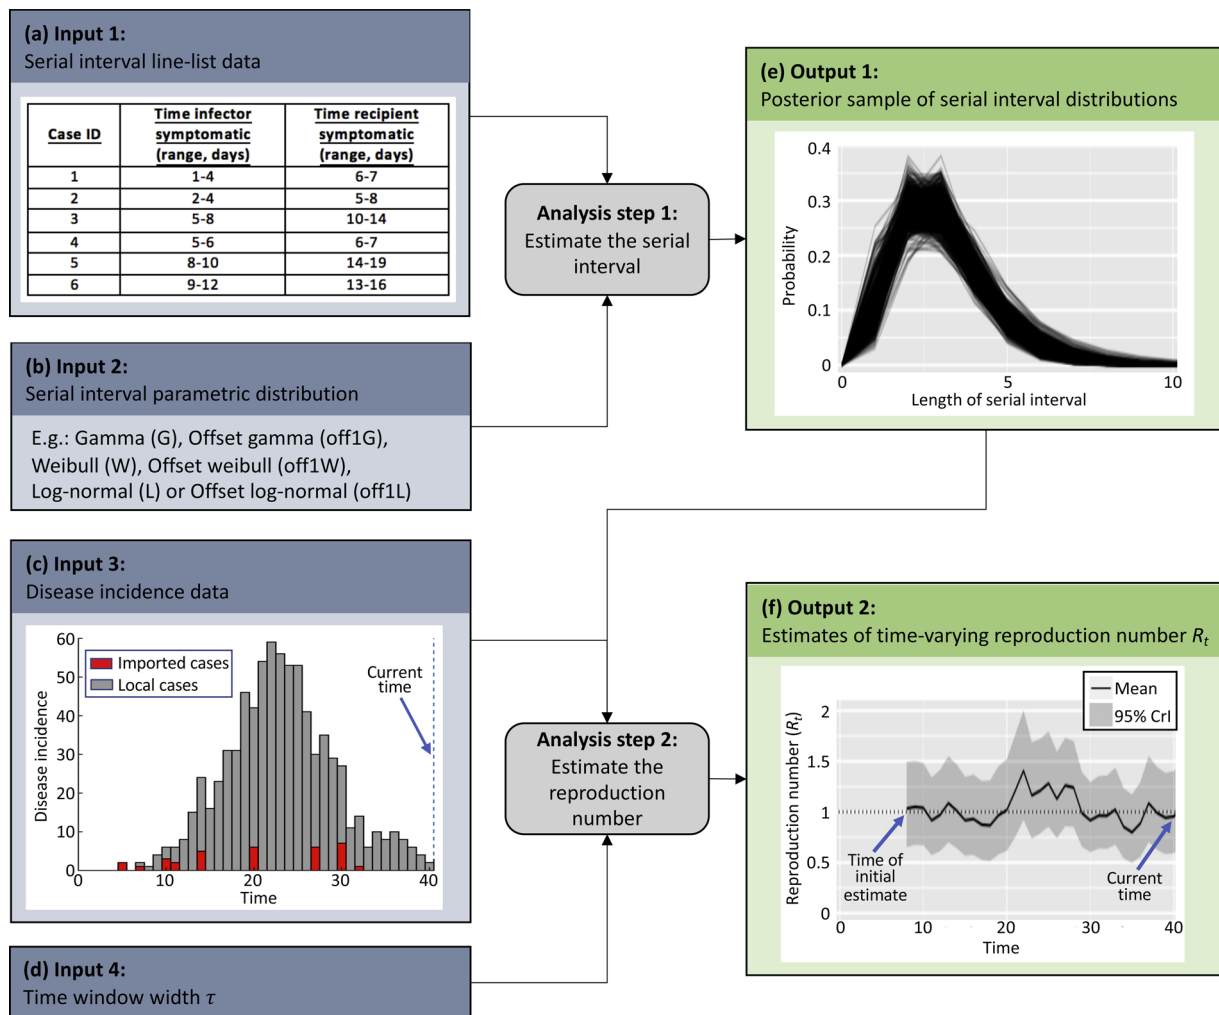 (a) Input 1:
Serial interval line-list data
Case ID
Time infector
symptomatic
(range, days)
Time recipient
symptomatic
(range, days)
1 1-4 6-7
2 2-4 5-8
3 5-8 10-14
4 5-6 6-7
5 8-10 14-19
6 9-12 13-16
(b) Input 2:
Serial interval parametric distribution
E.g.: Gamma (G), Offset gamma (off1G),
Weibull (W), Offset weibull (off1W),
Log-normal (L) or Offset log-normal (off1L)
(c) Input 3:
Disease incidence data
60
50
40
30
20
10
0
Disease incidence
Imported cases
Local cases
Current
time
0 10 20 30 40
Time
(d) Input 4:
Time window width τ
Analysis step 1:
Estimate the serial
interval
Analysis step 2:
Estimate the
reproduction
number
(e) Output 1:
Posterior sample of serial interval distributions
0.4
0.3
0.2
0.1
0
Probability
0 5 10
Length of serial interval
(f) Output 2:
Estimates of time-varying reproduction number Rt
Mean
95% CrI
2
1.5
1
0.5
0
Reproduction number (Rt)
Time of
initial
estimate
Current
time
0 10 20 30 40
Time